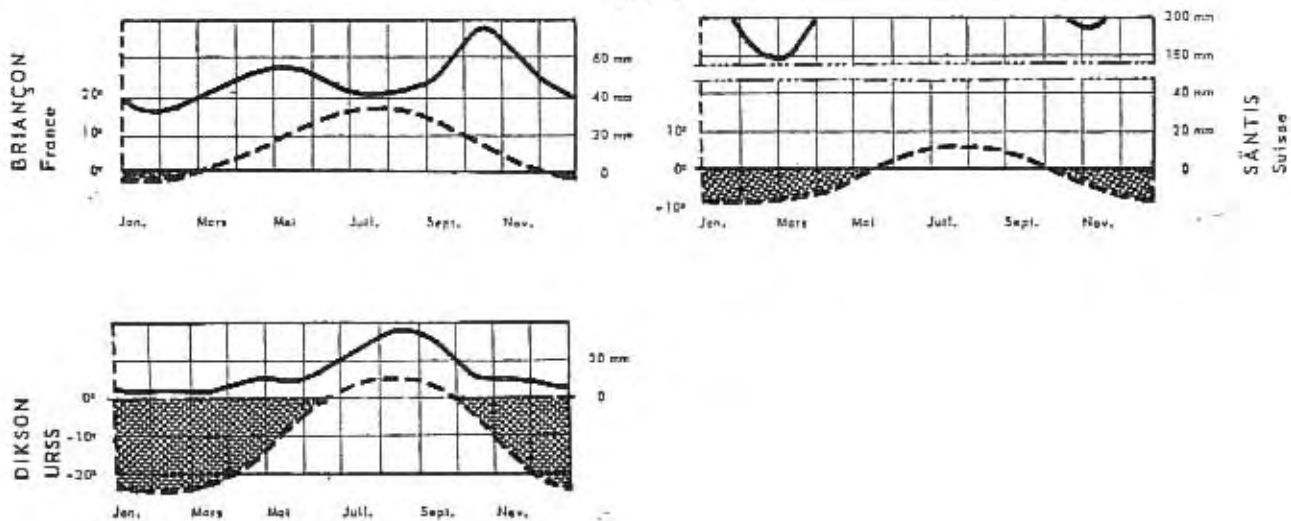 BRIANÇON
France
20°
10°
0°
60 mm
40 mm
20 mm
0
Jan. Mars Mai Juil. Sept. Nov.
SÄNTIS
Suisse
10°
0°
-10°
mm
150 mm
40 mm
20 mm
0
Jan. Mars Mai Juil. Sept. Nov.
DIKSON
URSS
0°
-10°
-20°
mm
0
Jan. Mars Mai Juil. Sept. Nov.